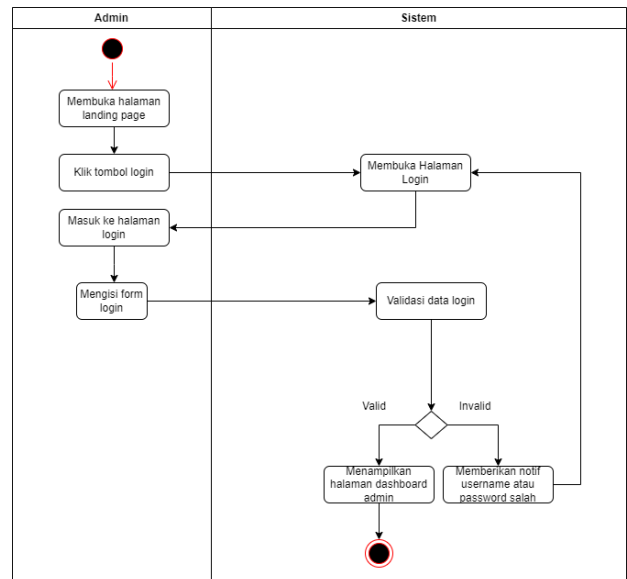 Admin
Sistem
Membuka halaman
landing page
Klik tombol login
Membuka Halaman
Login
Masuk ke halaman
login
Mengisi form
login
Validasi data login
Valid
Invalid
Menampilkan
halaman dashboard
admin
Memberikan notif
username atau
password salah